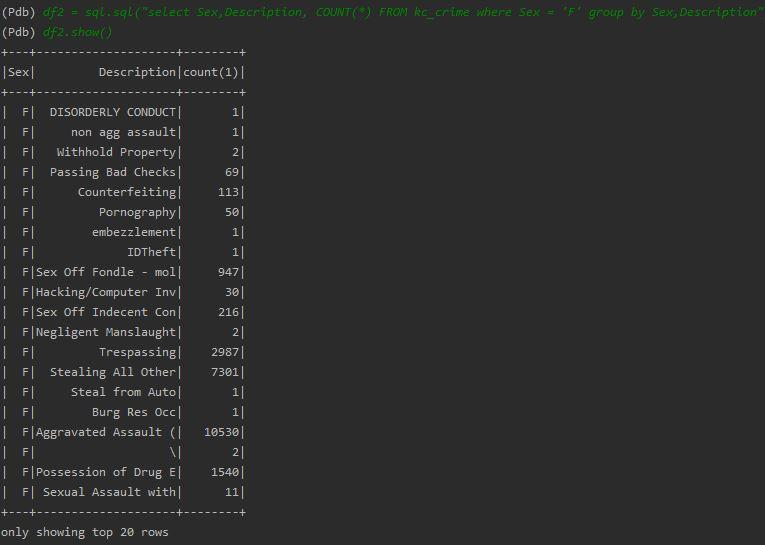 (Pdb) df2 = sql.sql("select Sex,Description, COUNT(*) FROM kc_crime where Sex = 'F' group by Sex,Description"
(Pdb) df2.show()
+---+--------------------+--------+
|Sex|         Description|count(1)|
+---+--------------------+--------+
|  F|  DISORDERLY CONDUCT|       1|
|  F|     non agg assault|       1|
|  F|   Withhold Property|       2|
|  F|  Passing Bad Checks|      69|
|  F|      Counterfeiting|     113|
|  F|         Pornography|      50|
|  F|        embezzlement|       1|
|  F|             IDTheft|       1|
|  F|Sex Off Fondle - mol|     947|
|  F|Hacking/Computer Inv|      30|
|  F|Sex Off Indecent Con|     216|
|  F|Negligent Manslaught|       2|
|  F|         Trespassing|    2987|
|  F|  Stealing All Other|    7301|
|  F|     Steal from Auto|       1|
|  F|        Burg Res Occ|       1|
|  F|Aggravated Assault (|   10530|
|  F|                   \|       2|
|  F|Possession of Drug E|    1540|
|  F| Sexual Assault with|      11|
+---+--------------------+--------+
only showing top 20 rows